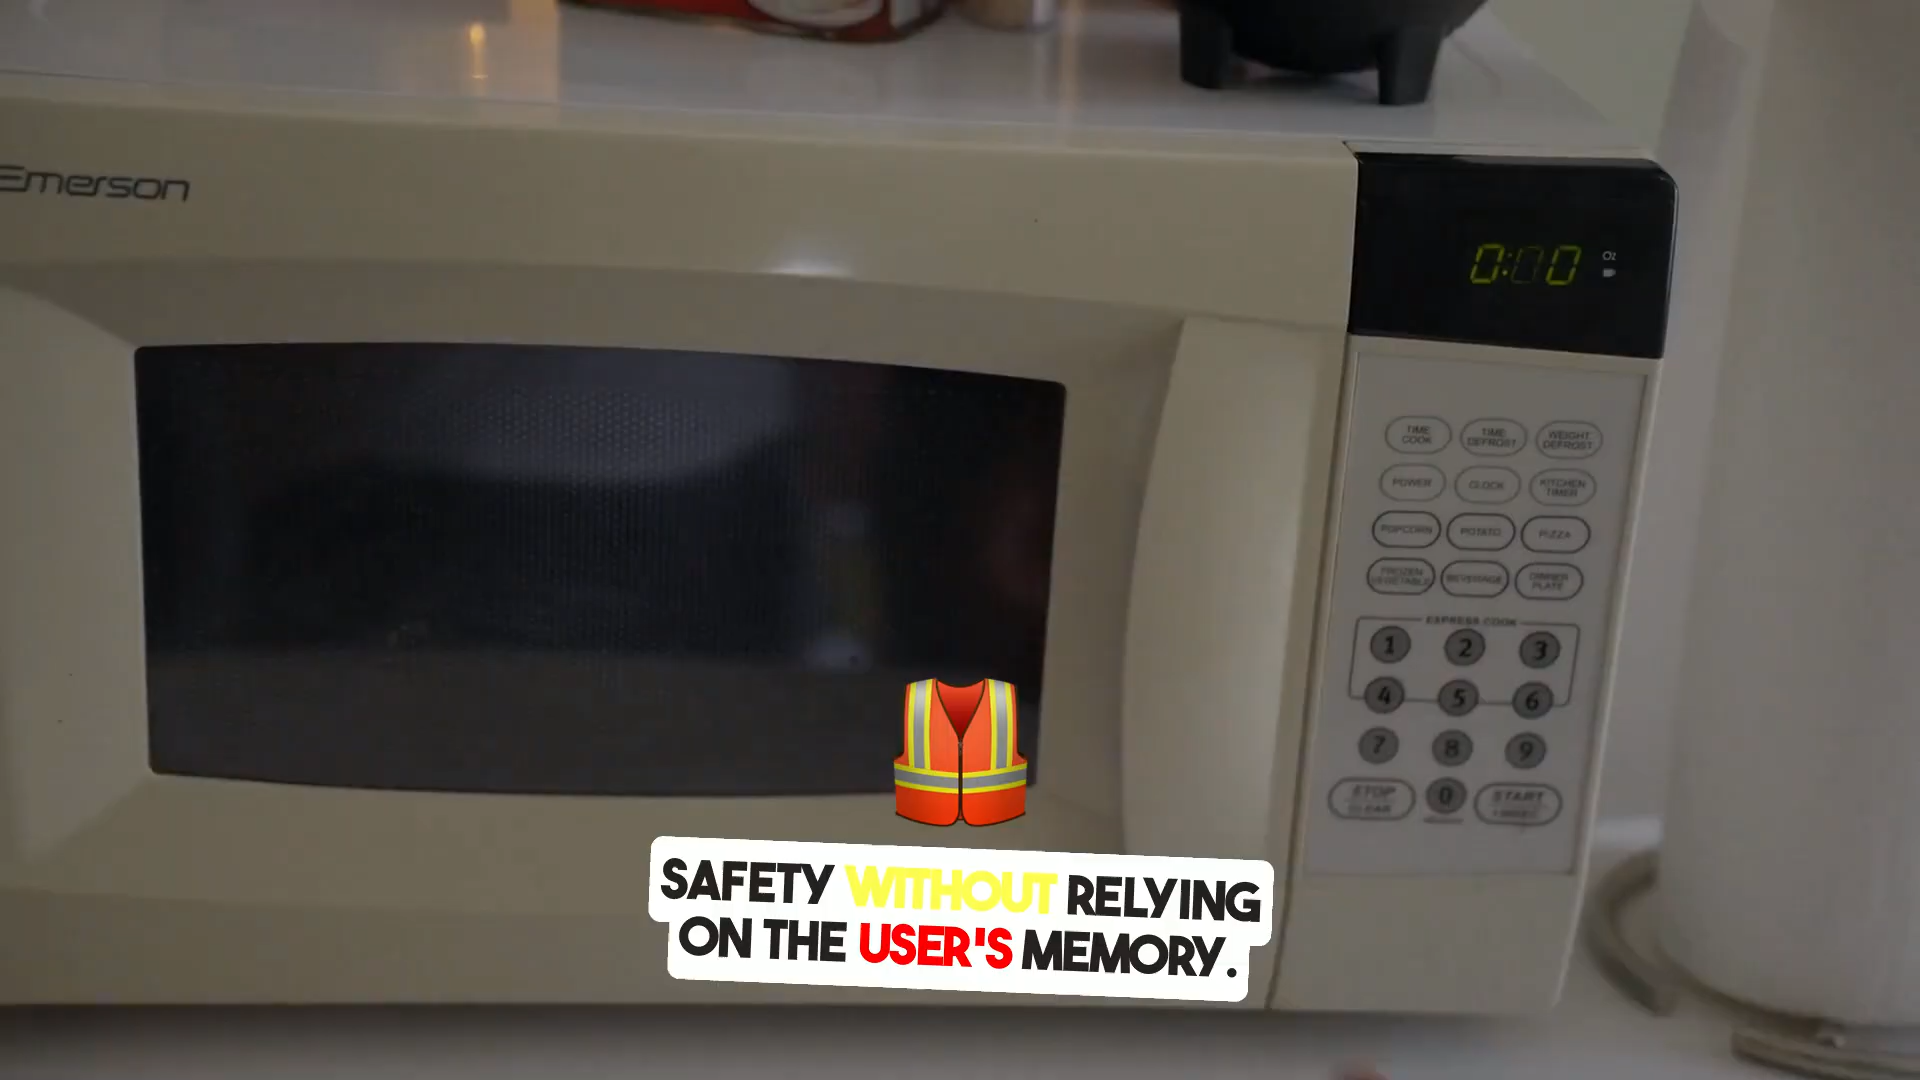 Emerson
0:00
Oz
TIME COOK
TIME DEFROST
WEIGHT DEFROST
POWER
CLOCK
KITCHEN TIMER
POPCORN
POTATO
PIZZA
FROZEN VEGETABLE
BEVERAGE
DINNER PLATE
EXPRESS COOK
1 2 3
4 5 6
7 8 9
STOP CLEAR
0
START
SAFETY WITHOUT RELYING
ON THE USER'S MEMORY.